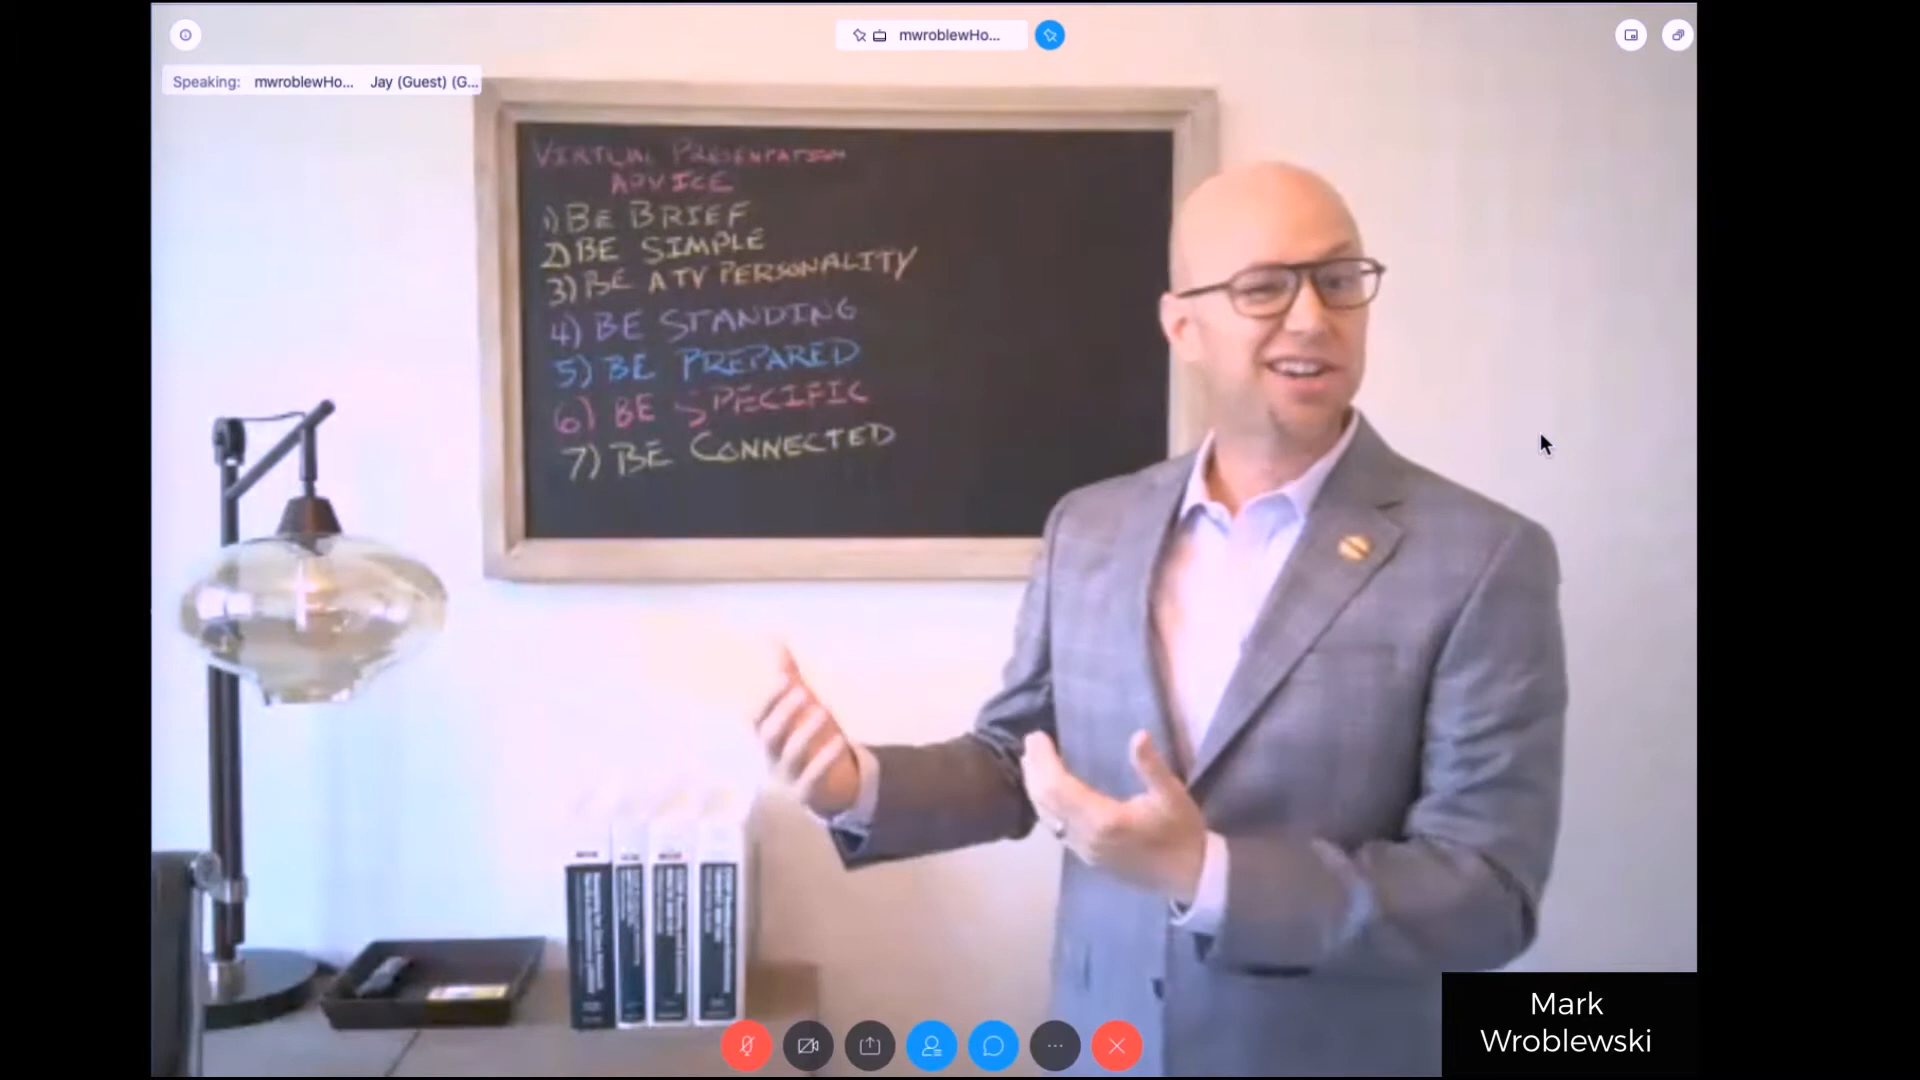 mwroblewHo...
Speaking: mwroblewHo... Jay (Guest) (G...
VIRTUAL PRESENTATION
ADVICE
1) BE BRIEF
2) BE SIMPLE
3) BE A TV PERSONALITY
4) BE STANDING
5) BE PREPARED
6) BE SPECIFIC
7) BE CONNECTED
Mark
Wroblewski